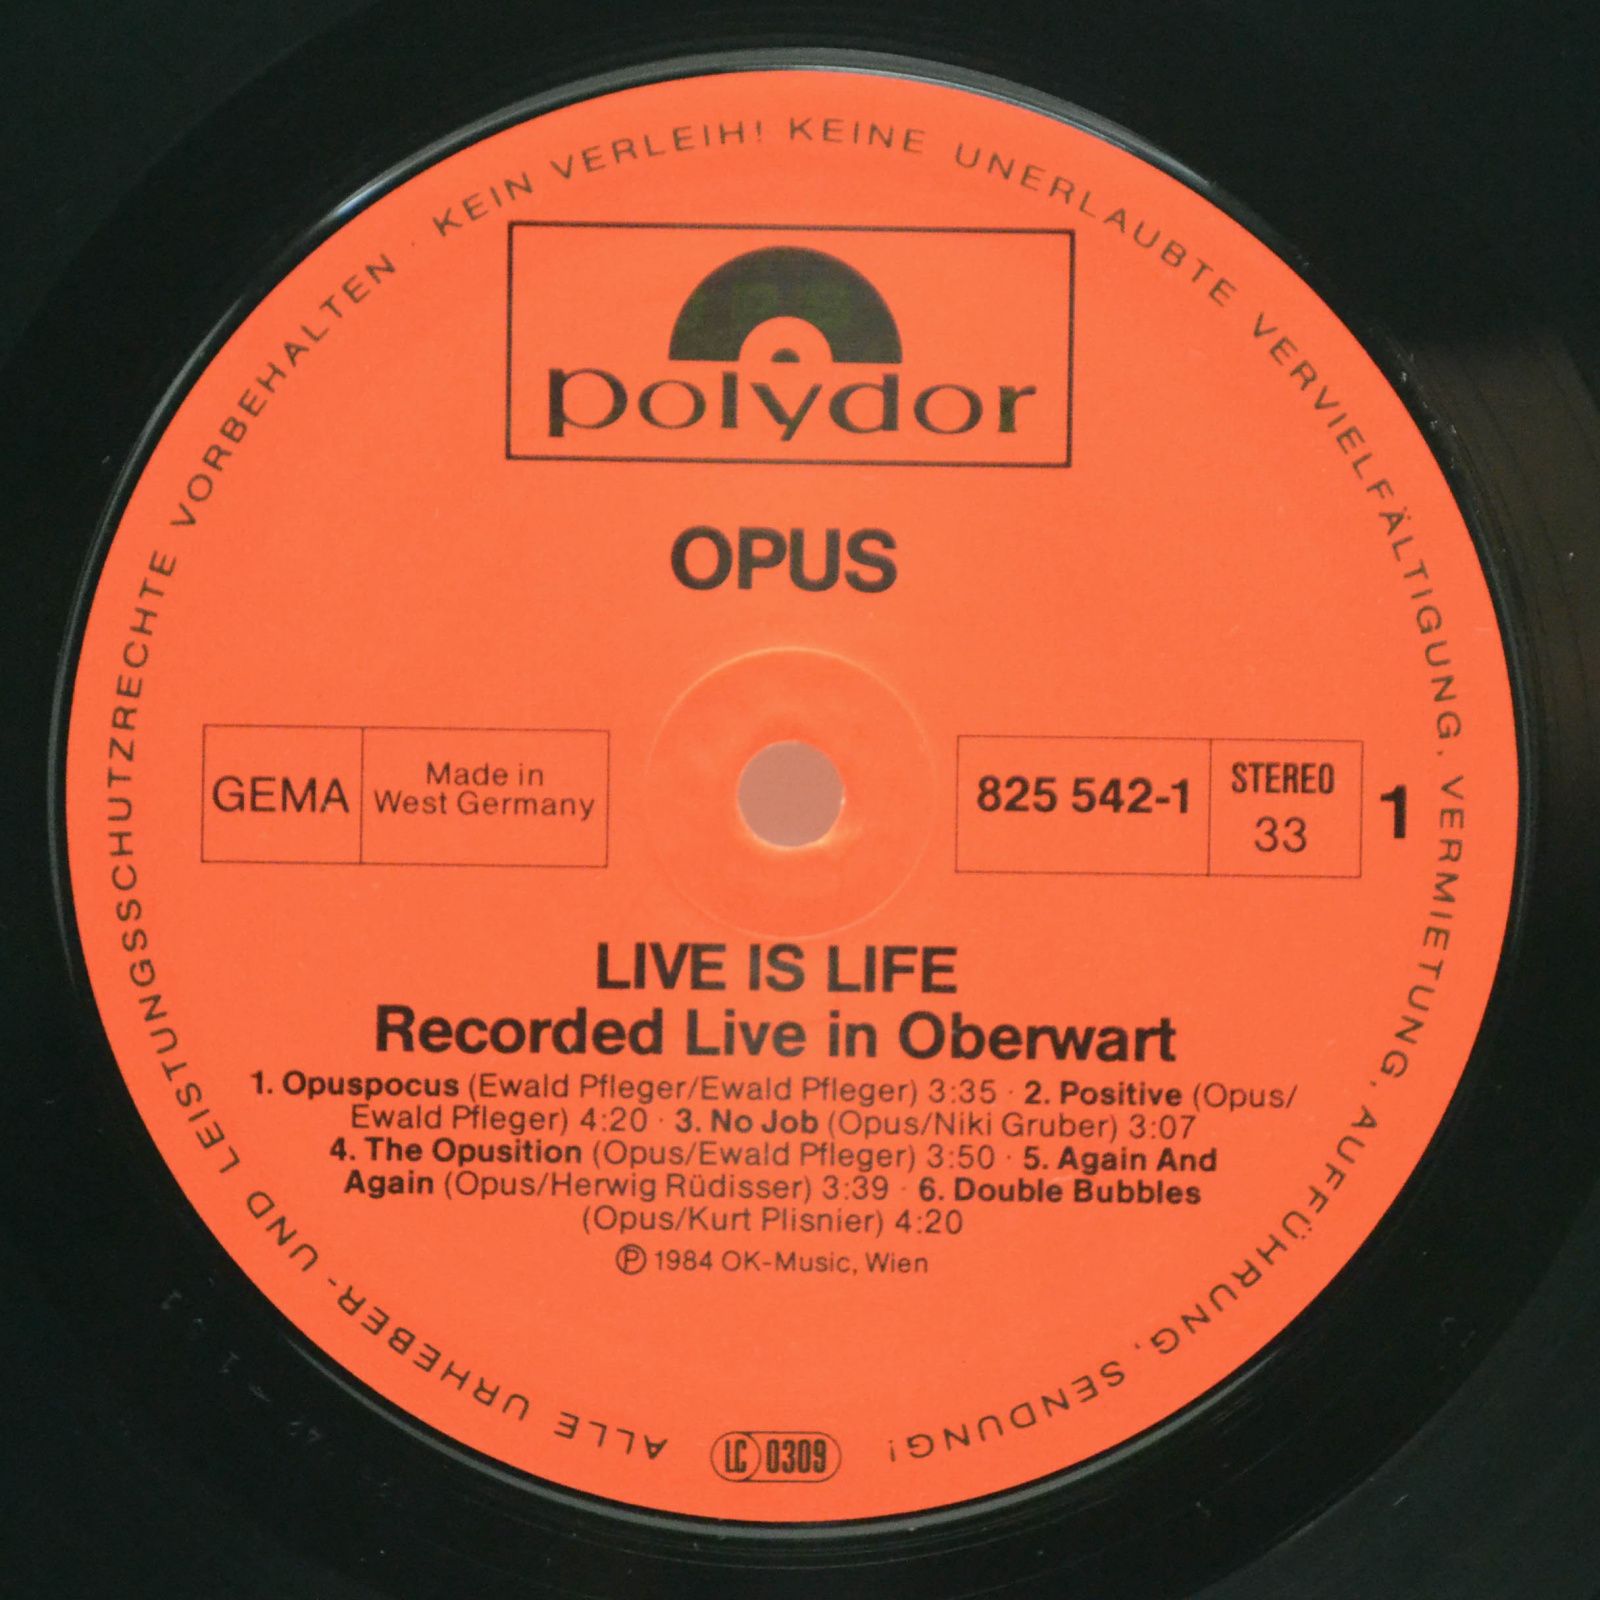 ALLE URHEBER- UND LEISTUNGSSCHUTZRECHTE VORBEHALTEN · KEIN VERLEIH! KEINE UNERLAUBTE VERVIELFÄLTIGUNG, VERMIETUNG, AUFFÜHRUNG, SENDUNG!
polydor
OPUS
GEMA
Made in
West Germany
825 542-1
STEREO
33
1
LIVE IS LIFE
Recorded Live in Oberwart
1. Opuspocus (Ewald Pfleger/Ewald Pfleger) 3:35 · 2. Positive (Opus/
Ewald Pfleger) 4:20 · 3. No Job (Opus/Niki Gruber) 3:07
4. The Opusition (Opus/Ewald Pfleger) 3:50 · 5. Again And
Again (Opus/Herwig Rüdisser) 3:39 · 6. Double Bubbles
(Opus/Kurt Plisnier) 4:20
℗ 1984 OK-Music, Wien
LC 0309